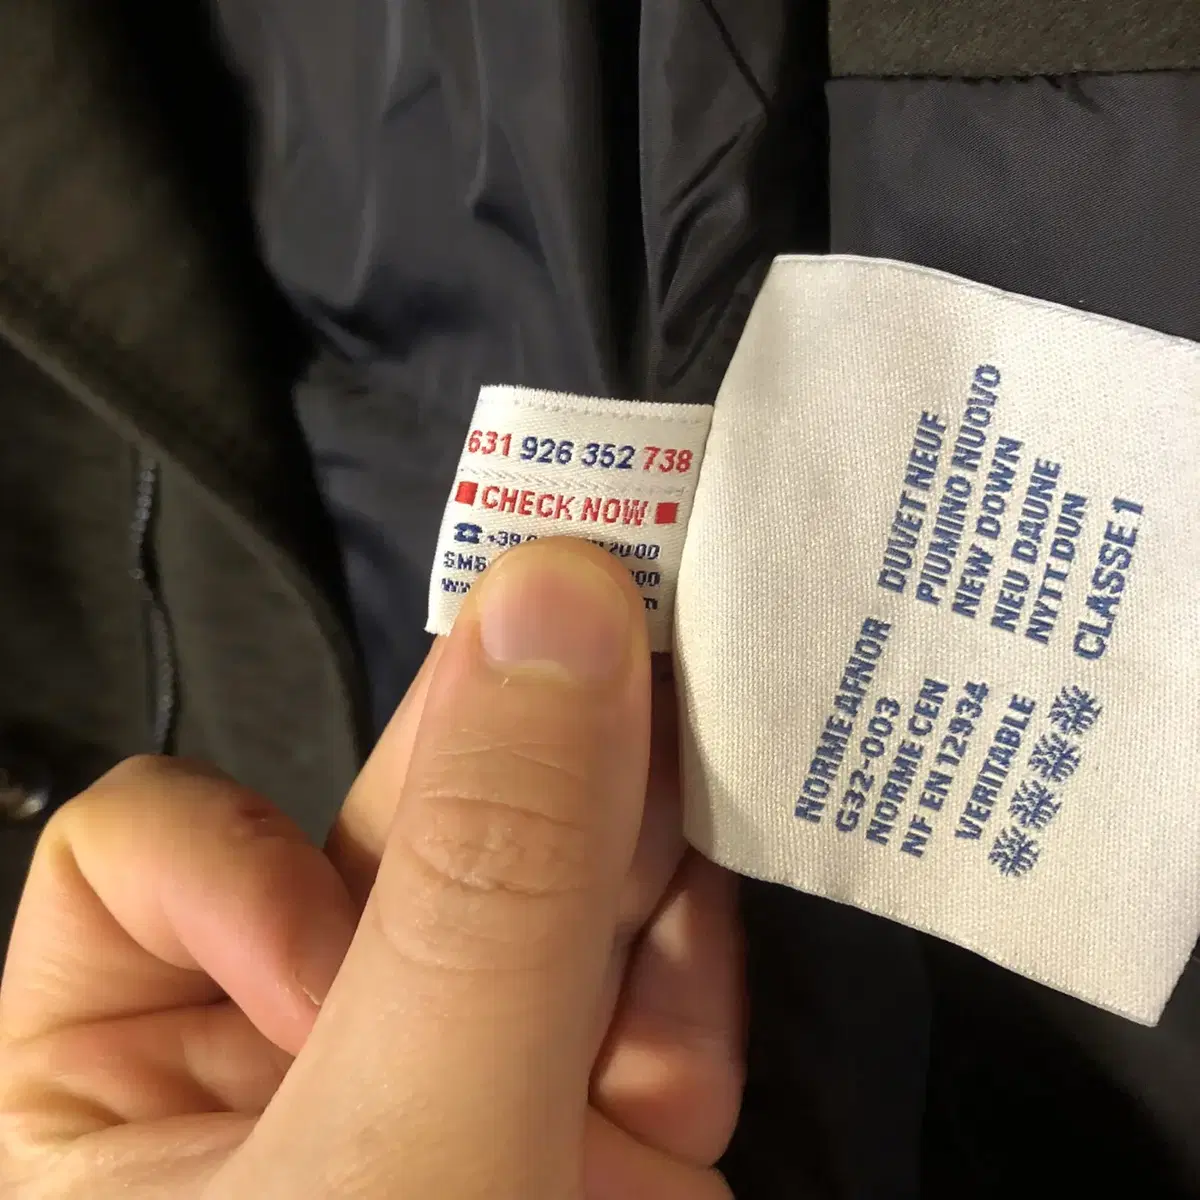 631 926 352 738
CHECK NOW
+39
DUVET NEUF
PIUMINO NUOVO
NEW DOWN
NEU DAUNE
NYTT DUN
CLASSE 1
NORME AFNOR
G32-003
NORME CEN
NF EN 12934
VERITABLE